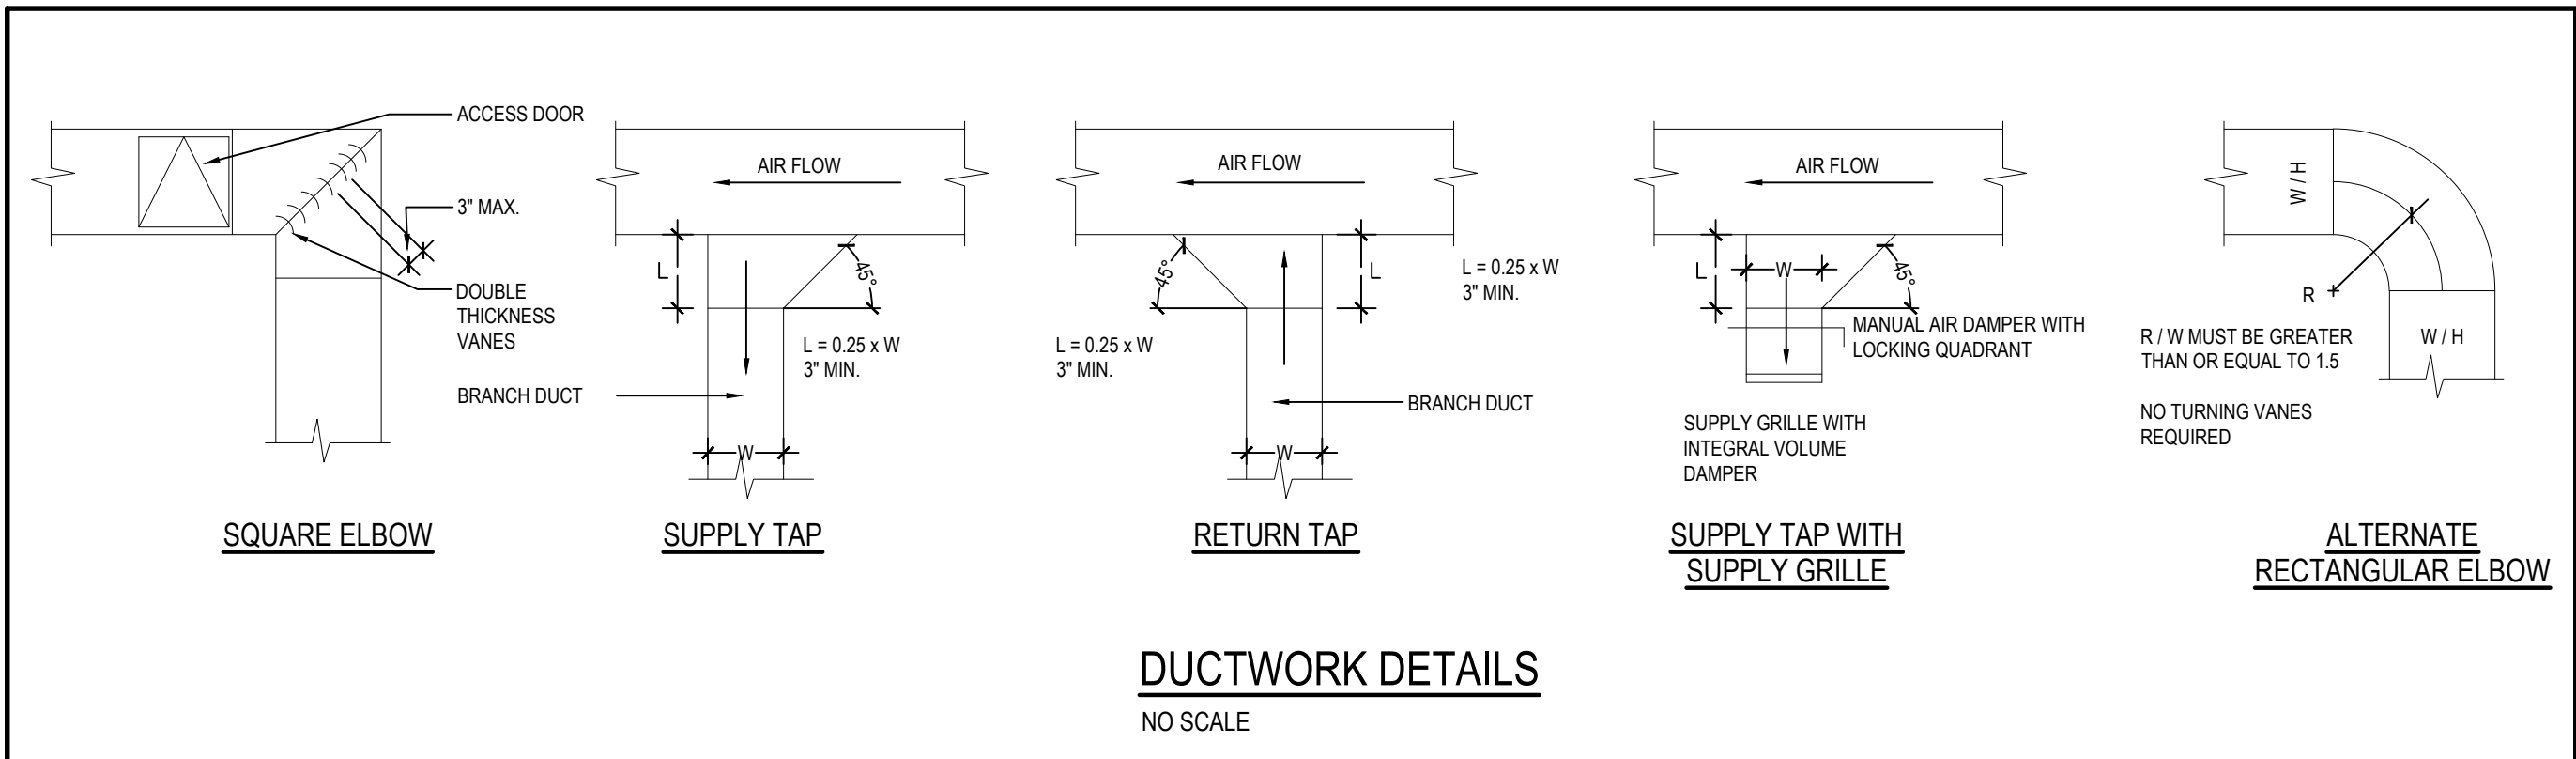 ACCESS DOOR
3" MAX.
DOUBLE
THICKNESS
VANES
SQUARE ELBOW
AIR FLOW
L
45°
L = 0.25 x W
3" MIN.
BRANCH DUCT
W
SUPPLY TAP
AIR FLOW
45°
L
L = 0.25 x W
3" MIN.
L = 0.25 x W
3" MIN.
BRANCH DUCT
W
RETURN TAP
AIR FLOW
L
W
45°
MANUAL AIR DAMPER WITH
LOCKING QUADRANT
SUPPLY GRILLE WITH
INTEGRAL VOLUME
DAMPER
SUPPLY TAP WITH
SUPPLY GRILLE
W / H
R
W / H
R / W MUST BE GREATER
THAN OR EQUAL TO 1.5
NO TURNING VANES
REQUIRED
ALTERNATE
RECTANGULAR ELBOW
DUCTWORK DETAILS
NO SCALE